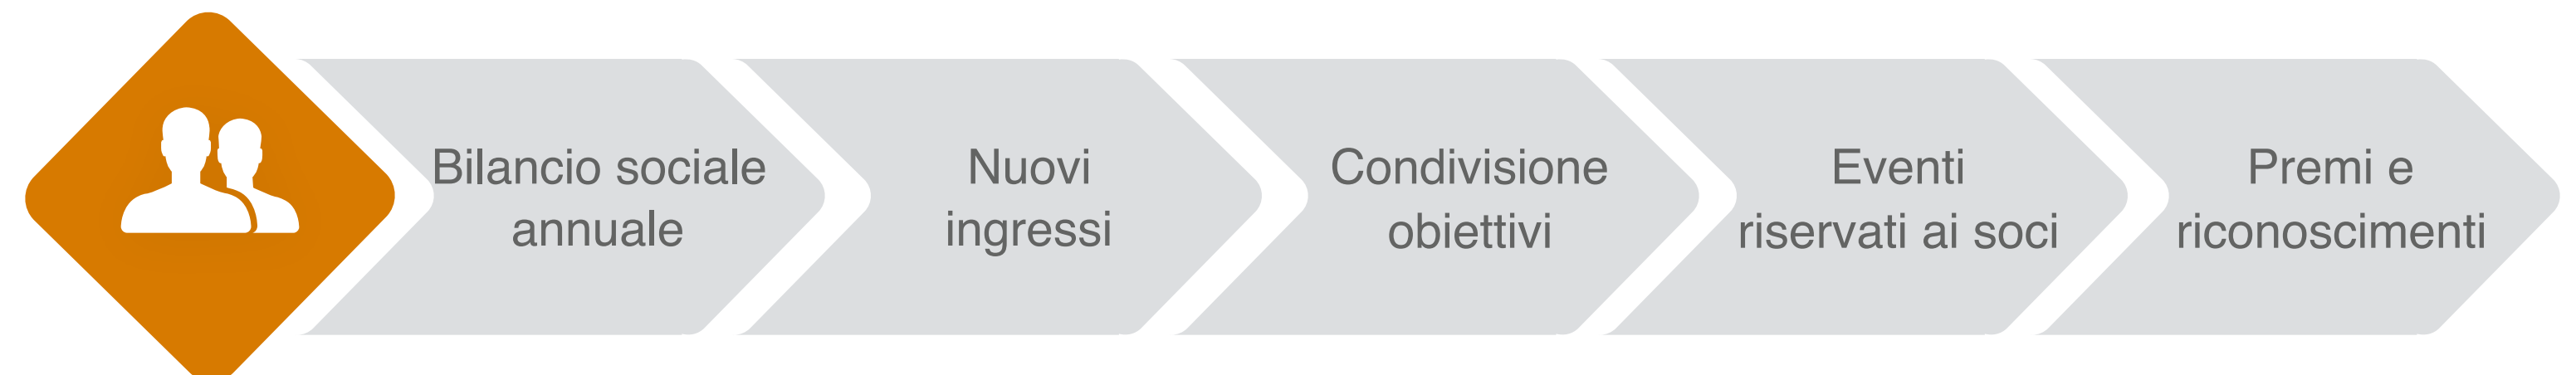 Bilancio sociale
annuale
Nuovi
ingressi
Condivisione
obiettivi
Eventi
riservati ai soci
Premi e
riconoscimenti